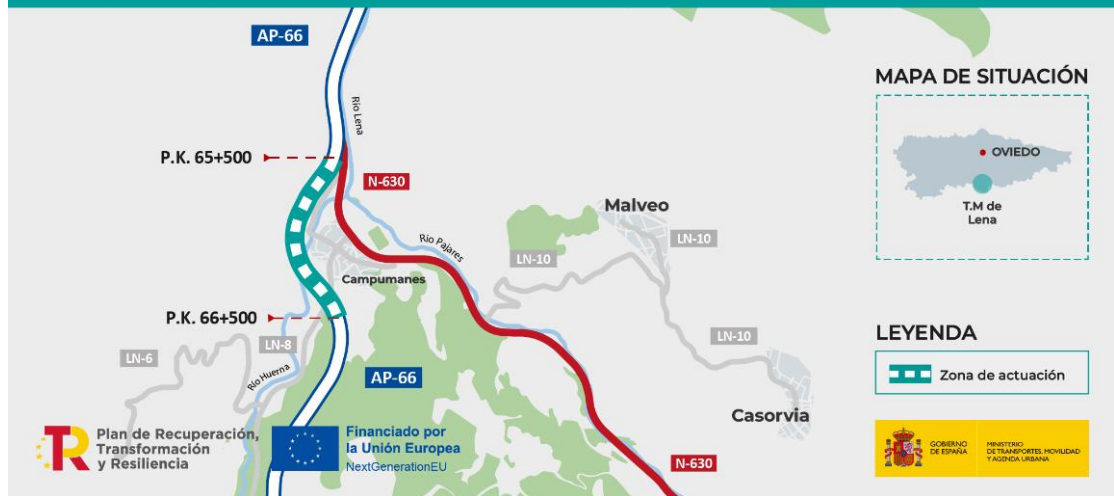 AP-66
Río Lena
P.K. 65+500
N-630
Malveo
LN-10
Río Pajares
LN-10
Campumanes
P.K. 66+500
LN-8
LN-6
LN-10
Río Huerna
AP-66
Casorvia
N-630
MAPA DE SITUACIÓN
OVIEDO
T.M de
Lena
LEYENDA
Zona de actuación
Plan de Recuperación,
Transformación
y Resiliencia
Financiado por
la Unión Europea
NextGenerationEU
GOBIERNO
DE ESPAÑA
MINISTERIO
DE TRANSPORTES, MOVILIDAD
Y AGENDA URBANA